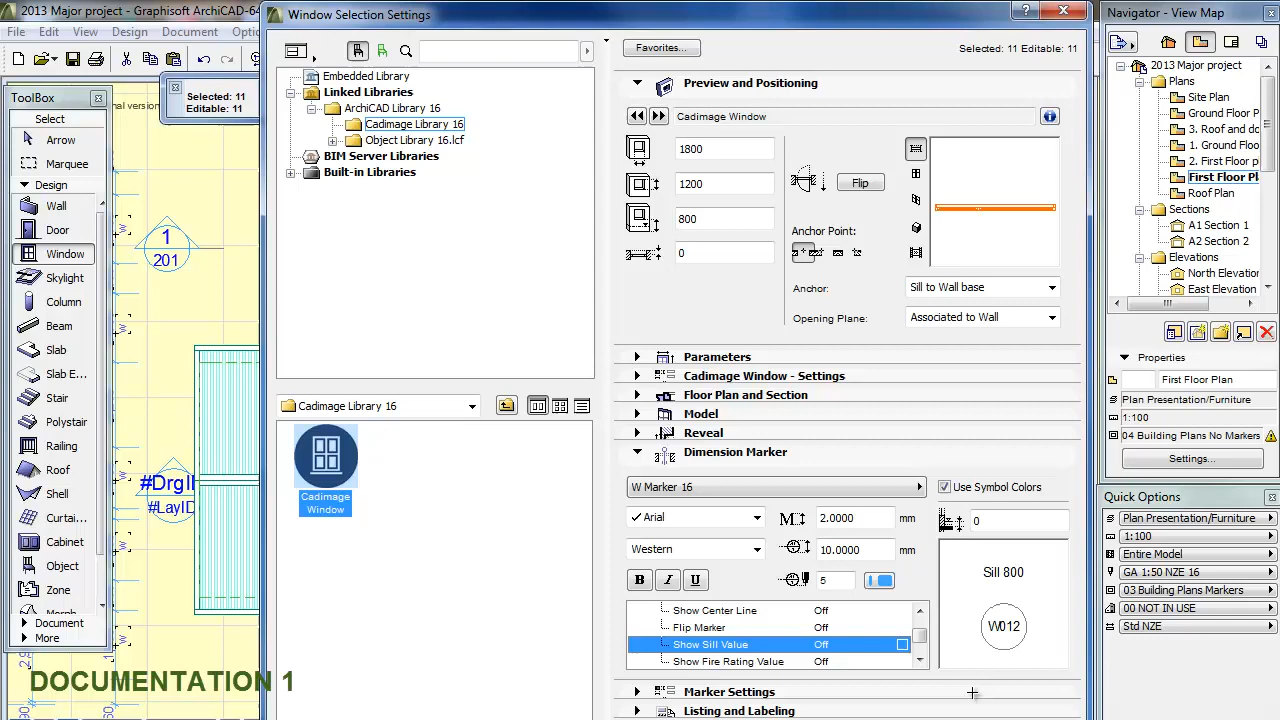 2013 Major project - Graphisoft ArchiCAD-64
File Edit View Design Document
ToolBox
Select
Arrow
Marquee
Design
Wall
Door
Window
Skylight
Column
Beam
Slab
Slab E...
Stair
Polystair
Railing
Roof
Shell
Curtai...
Cabinet
Object
Zone
Document
More
Selected: 11
Editable: 11
1
201
#LayID
DOCUMENTATION 1
Window Selection Settings
Embedded Library
Linked Libraries
ArchiCAD Library 16
Cadimage Library 16
Object Library 16.lcf
BIM Server Libraries
Built-in Libraries
Cadimage Library 16
Cadimage
Window
Favorites...
Selected: 11 Editable: 11
Preview and Positioning
Cadimage Window
1800
1200
800
0
Flip
Anchor Point:
Anchor:
Sill to Wall base
Opening Plane:
Associated to Wall
Parameters
Cadimage Window - Settings
Floor Plan and Section
Model
Reveal
Dimension Marker
W Marker 16
Use Symbol Colors
Arial
2.0000 mm
0
Western
10.0000 mm
B I U
5
Show Center Line Off
Flip Marker Off
Show Sill Value Off
Show Fire Rating Value Off
Sill 800
W012
Marker Settings
Listing and Labeling
Navigator - View Map
2013 Major project
Plans
Site Plan
Ground Floor P
3. Roof and do
1. Ground Floo
2. First Floor p
First Floor Pl
Roof Plan
Sections
A1 Section 1
A2 Section 2
Elevations
North Elevation
East Elevation
Properties
First Floor Plan
Plan Presentation/Furniture
1:100
04 Building Plans No Markers
Settings...
Quick Options
Plan Presentation/Furniture
1:100
Entire Model
GA 1:50 NZE 16
03 Building Plans Markers
00 NOT IN USE
Std NZE